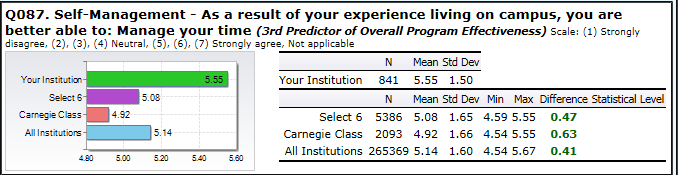 Q087. Self-Management - As a result of your experience living on campus, you are
better able to: Manage your time (3rd Predictor of Overall Program Effectiveness) Scale: (1) Strongly
disagree, (2), (3), (4) Neutral, (5), (6), (7) Strongly agree, Not applicable
Your Institution 5.55
Select 6 5.08
Carnegie Class 4.92
All Institutions 5.14
4.80 5.00 5.20 5.40 5.60
N Mean Std Dev
Your Institution 841 5.55 1.50
N Mean Std Dev Min Max Difference Statistical Level
Select 6 5386 5.08 1.65 4.59 5.55 0.47
Carnegie Class 2093 4.92 1.66 4.54 5.55 0.63
All Institutions 265369 5.14 1.60 4.54 5.67 0.41